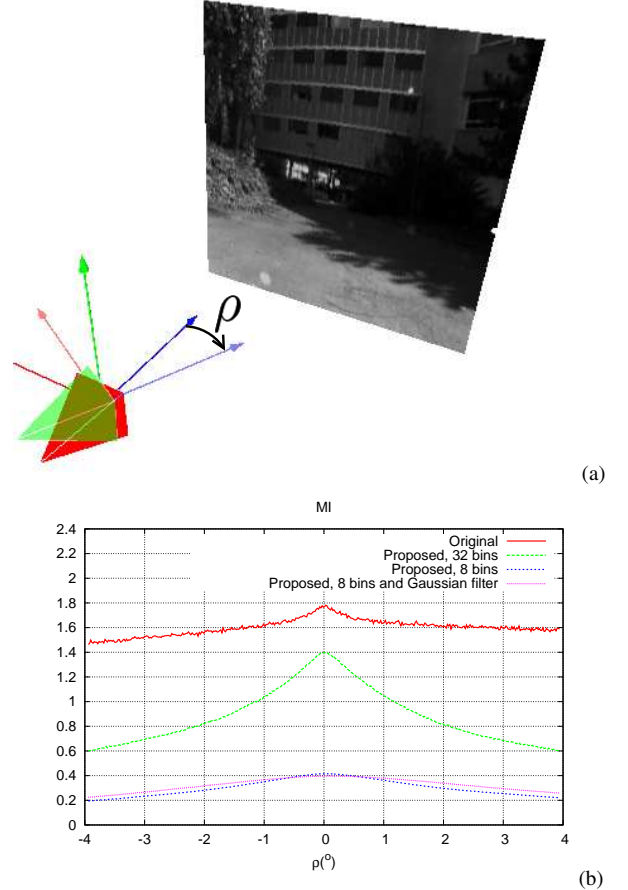 ρ
(a)
MI
2.4
2.2
2
1.8
1.6
1.4
1.2
1
0.8
0.6
0.4
0.2
0
Original
Proposed, 32 bins
Proposed, 8 bins
Proposed, 8 bins and Gaussian filter
-4 -3 -2 -1 0 1 2 3 4
ρ(°)
(b)